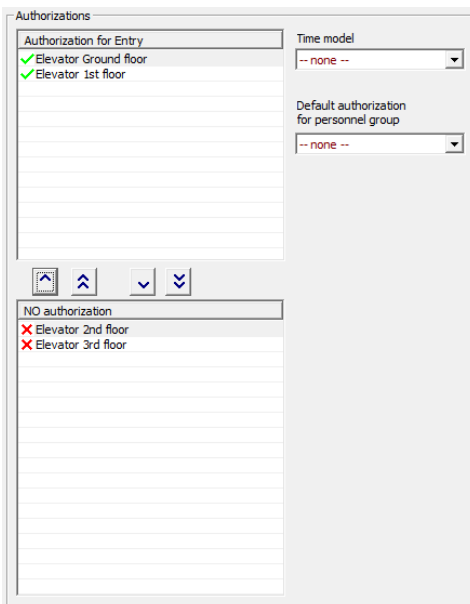 Authorizations
Authorization for Entry
Elevator Ground floor
Elevator 1st floor
Time model
-- none --
Default authorization
for personnel group
-- none --
NO authorization
Elevator 2nd floor
Elevator 3rd floor